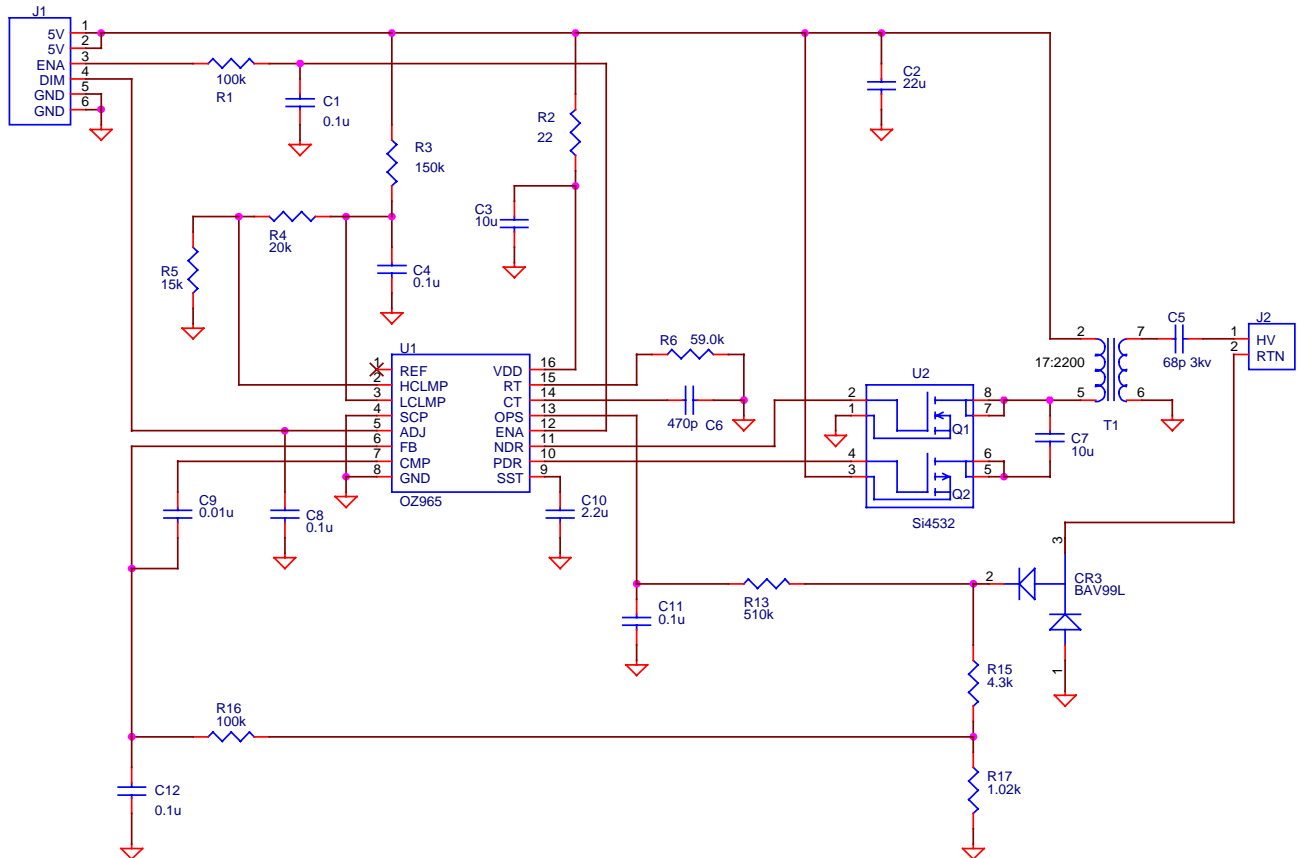 J1
5V 1
5V 2
ENA 3
DIM 4
GND 5
GND 6
100k
R1
C1
0.1u
R3
150k
R2
22
C2
22u
C3
10u
R4
20k
R5
15k
C4
0.1u
U1
1 REF
2 HCLMP
3 LCLMP
4 SCP
5 ADJ
6 FB
7 CMP
8 GND
VDD 16
RT 15
CT 14
OPS 13
ENA 12
NDR 11
PDR 10
SST 9
OZ965
R6 59.0k
470p C6
U2
2
1
4
3
8
7
6
5
Q1
Q2
Si4532
17:2200
2
5
7
6
T1
C5
68p 3kv
J2
1 HV
2 RTN
C7
10u
C9
0.01u
C8
0.1u
C10
2.2u
C11
0.1u
R13
510k
2
3
1
CR3
BAV99L
R15
4.3k
R16
100k
R17
1.02k
C12
0.1u